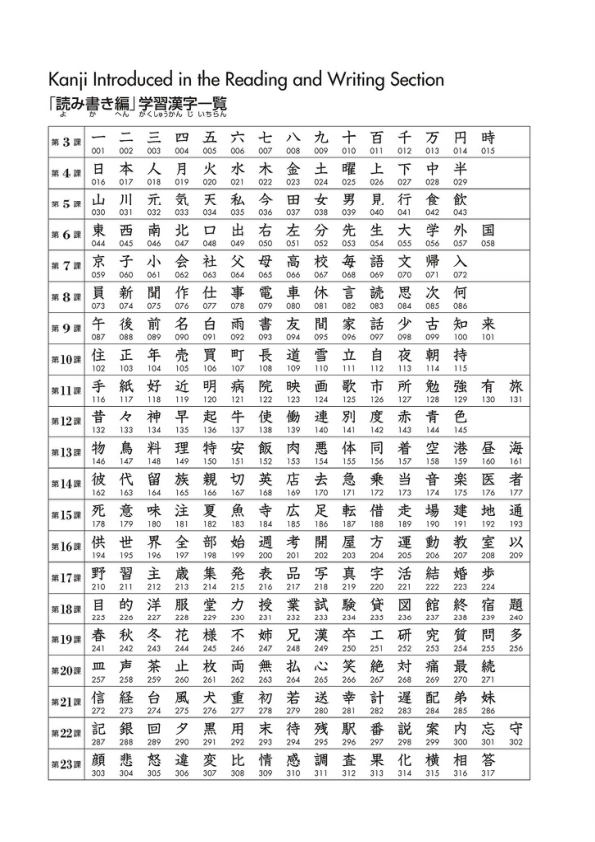 Kanji Introduced in the Reading and Writing Section
「読み書き編」学習漢字一覧
よ か へん がくしゅうかん じ いちらん
第3課 一 二 三 四 五 六 七 八 九 十 百 千 万 円 時
001 002 003 004 005 006 007 008 009 010 011 012 013 014 015
第4課 日 本 人 月 火 水 木 金 土 曜 上 下 中 半
016 017 018 019 020 021 022 023 024 025 026 027 028 029
第5課 山 川 元 気 天 私 今 田 女 男 見 行 食 飲
030 031 032 033 034 035 036 037 038 039 040 041 042 043
第6課 東 西 南 北 口 出 右 左 分 先 生 大 学 外 国
044 045 046 047 048 049 050 051 052 053 054 055 056 057 058
第7課 京 子 小 会 社 父 母 高 校 毎 語 文 帰 入
059 060 061 062 063 064 065 066 067 068 069 070 071 072
第8課 員 新 聞 作 仕 事 電 車 休 言 読 思 次 何
073 074 075 076 077 078 079 080 081 082 083 084 085 086
第9課 午 後 前 名 白 雨 書 友 間 家 話 少 古 知 来
087 088 089 090 091 092 093 094 095 096 097 098 099 100 101
第10課 住 正 年 売 買 町 長 道 雪 立 自 夜 朝 持
102 103 104 105 106 107 108 109 110 111 112 113 114 115
第11課 手 紙 好 近 明 病 院 映 画 歌 市 所 勉 強 有 旅
116 117 118 119 120 121 122 123 124 125 126 127 128 129 130 131
第12課 昔 々 神 早 起 牛 使 働 連 別 度 赤 青 色
132 133 134 135 136 137 138 139 140 141 142 143 144 145
第13課 物 鳥 料 理 特 安 飯 肉 悪 体 同 着 空 港 昼 海
146 147 148 149 150 151 152 153 154 155 156 157 158 159 160 161
第14課 彼 代 留 族 親 切 英 店 去 急 乗 当 音 楽 医 者
162 163 164 165 166 167 168 169 170 171 172 173 174 175 176 177
第15課 死 意 味 注 夏 魚 寺 広 足 転 借 走 場 建 地 通
178 179 180 181 182 183 184 185 186 187 188 189 190 191 192 193
第16課 供 世 界 全 部 始 週 考 開 屋 方 運 動 教 室 以
194 195 196 197 198 199 200 201 202 203 204 205 206 207 208 209
第17課 野 習 主 歳 集 発 表 品 写 真 字 活 結 婚 歩
210 211 212 213 214 215 216 217 218 219 220 221 222 223 224
第18課 目 的 洋 服 堂 力 授 業 試 験 貸 図 館 終 宿 題
225 226 227 228 229 230 231 232 233 234 235 236 237 238 239 240
第19課 春 秋 冬 花 様 不 姉 兄 漢 卒 工 研 究 質 問 多
241 242 243 244 245 246 247 248 249 250 251 252 253 254 255 256
第20課 皿 声 茶 止 枚 両 無 払 心 笑 絶 対 痛 最 続
257 258 259 260 261 262 263 264 265 266 267 268 269 270 271
第21課 信 経 台 風 犬 重 初 若 送 幸 計 遅 配 弟 妹
272 273 274 275 276 277 278 279 280 281 282 283 284 285 286
第22課 記 銀 回 夕 黒 用 末 待 残 駅 番 説 案 内 忘 守
287 288 289 290 291 292 293 294 295 296 297 298 299 300 301 302
第23課 顔 悲 怒 違 変 比 情 感 調 査 果 化 横 相 答
303 304 305 306 307 308 309 310 311 312 313 314 315 316 317